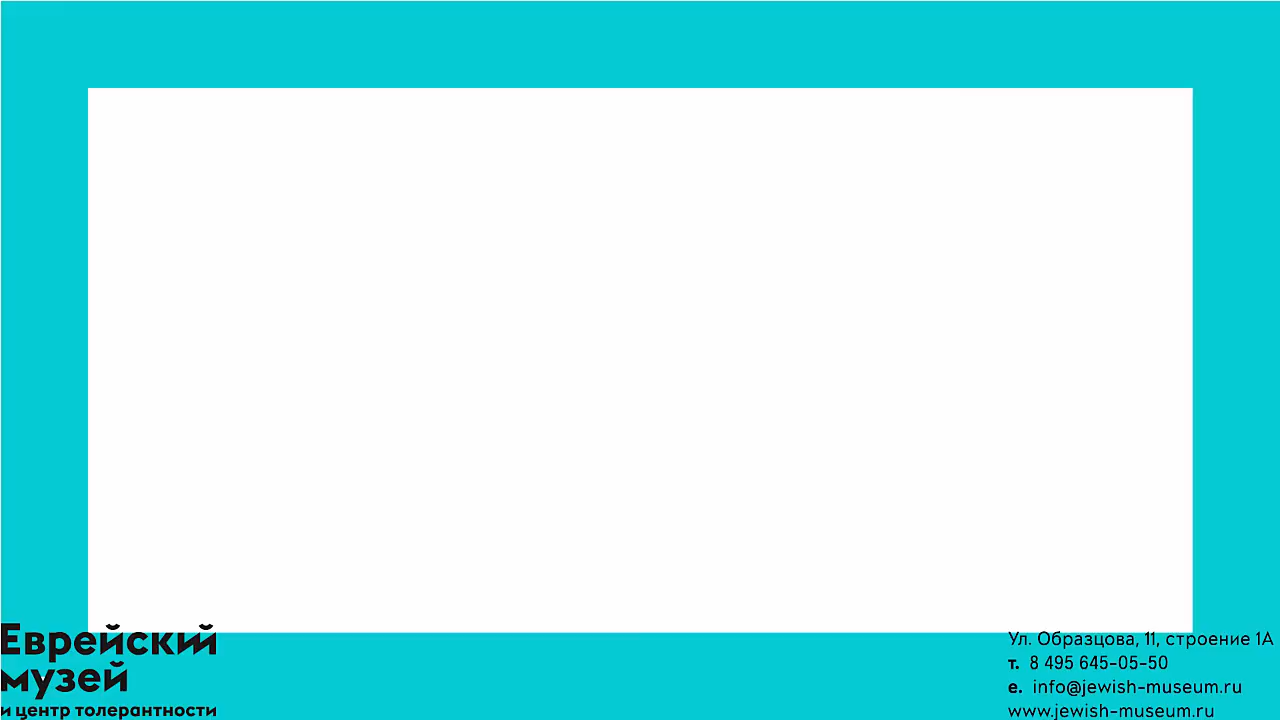 Еврейский
музей
и центр толерантности
Ул. Образцова, 11, строение 1А
т. 8 495 645-05-50
е. info@jewish-museum.ru
www.jewish-museum.ru